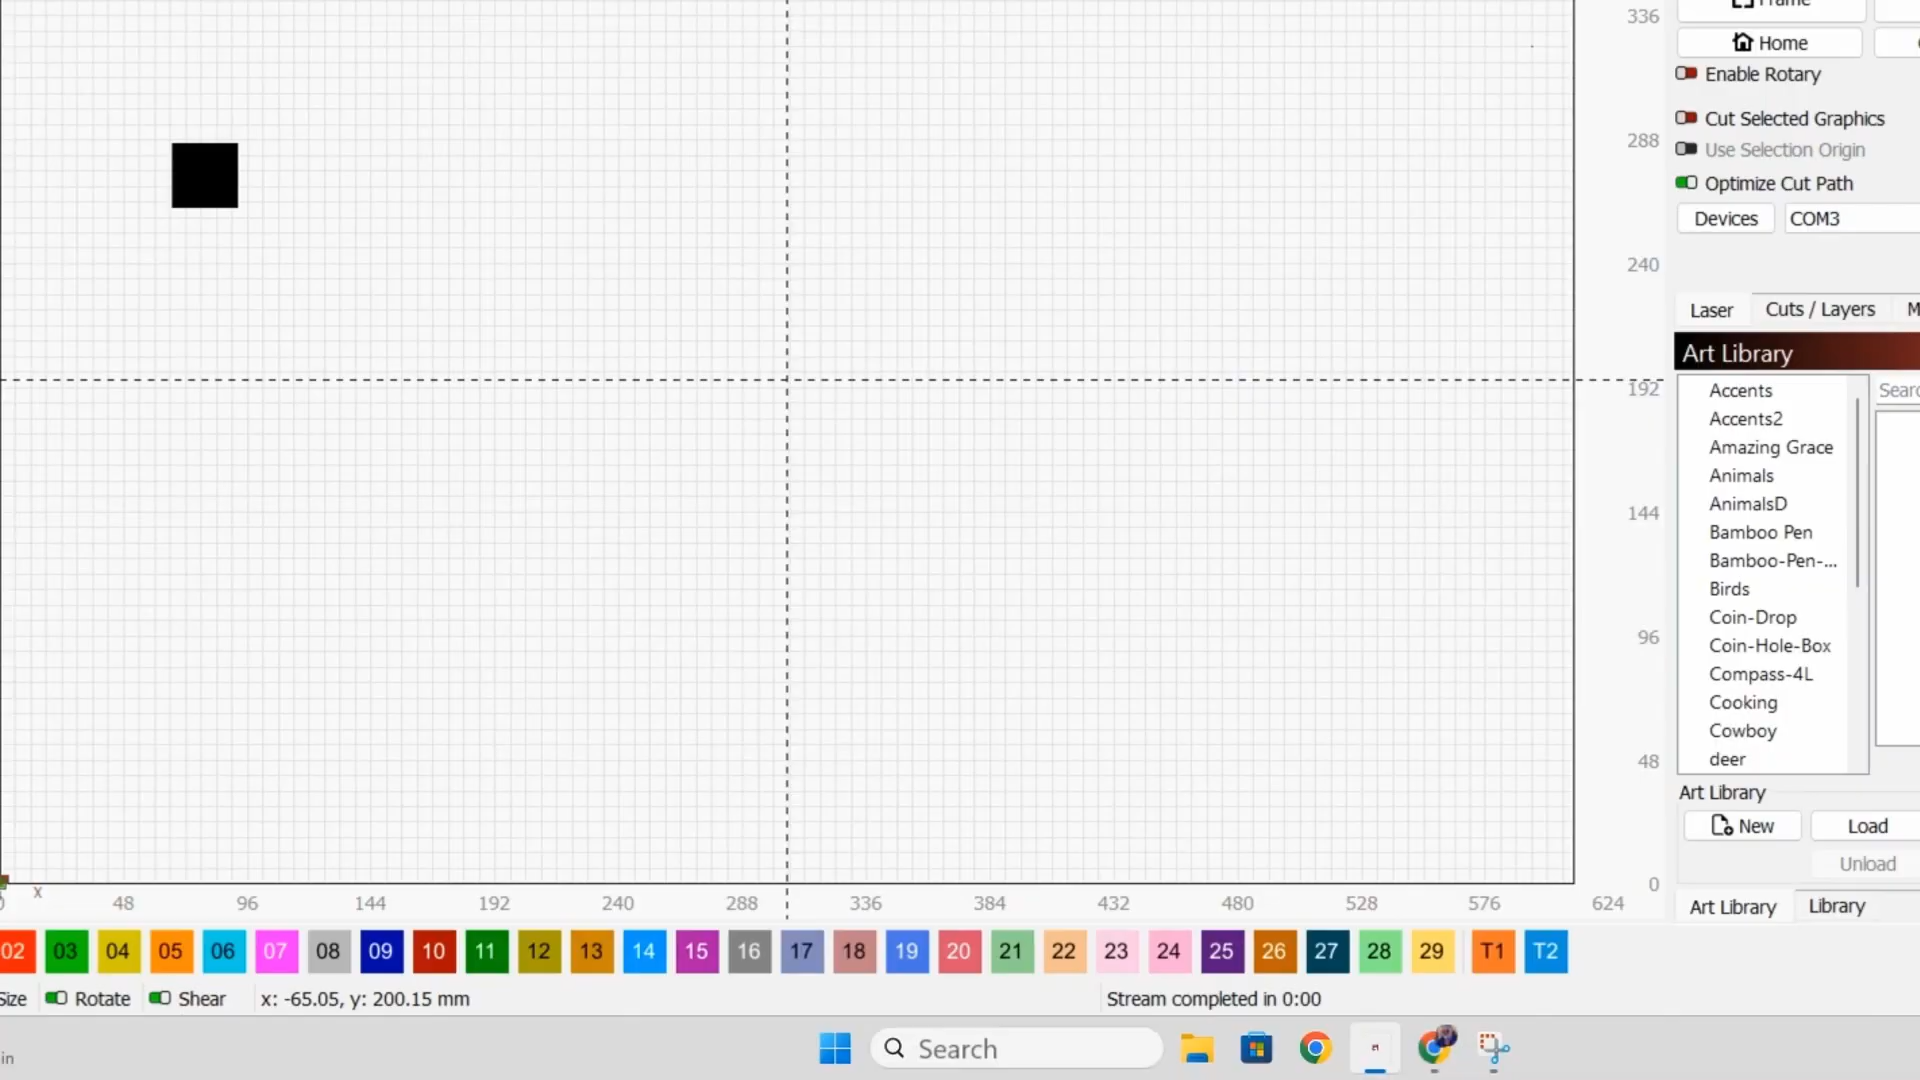 336
Frame
Home
Enable Rotary
Cut Selected Graphics
288
Use Selection Origin
Optimize Cut Path
Devices
COM3
240
Laser
Cuts / Layers
M
Art Library
192
Accents
Accents2
Amazing Grace
Animals
AnimalsD
Bamboo Pen
Bamboo-Pen-...
Birds
Coin-Drop
Coin-Hole-Box
Compass-4L
Cooking
Cowboy
deer
Searc
144
96
48
0
Art Library
New
Load
Unload
Art Library
Library
x
0 48 96 144 192 240 288 336 384 432 480 528 576 624
02 03 04 05 06 07 08 09 10 11 12 13 14 15 16 17 18 19 20 21 22 23 24 25 26 27 28 29 T1 T2
Size Rotate Shear x: -65.05, y: 200.15 mm Stream completed in 0:00
in
Search